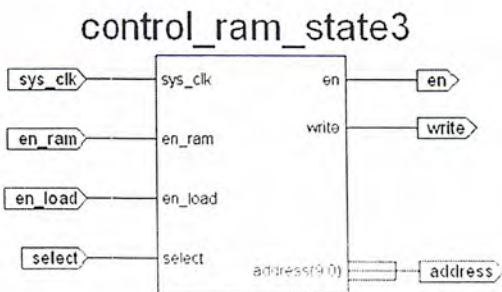 control_ram_state3
sys_clk sys_clk en en
en_ram en_ram write write
en_load en_load
select select address(9:0) address